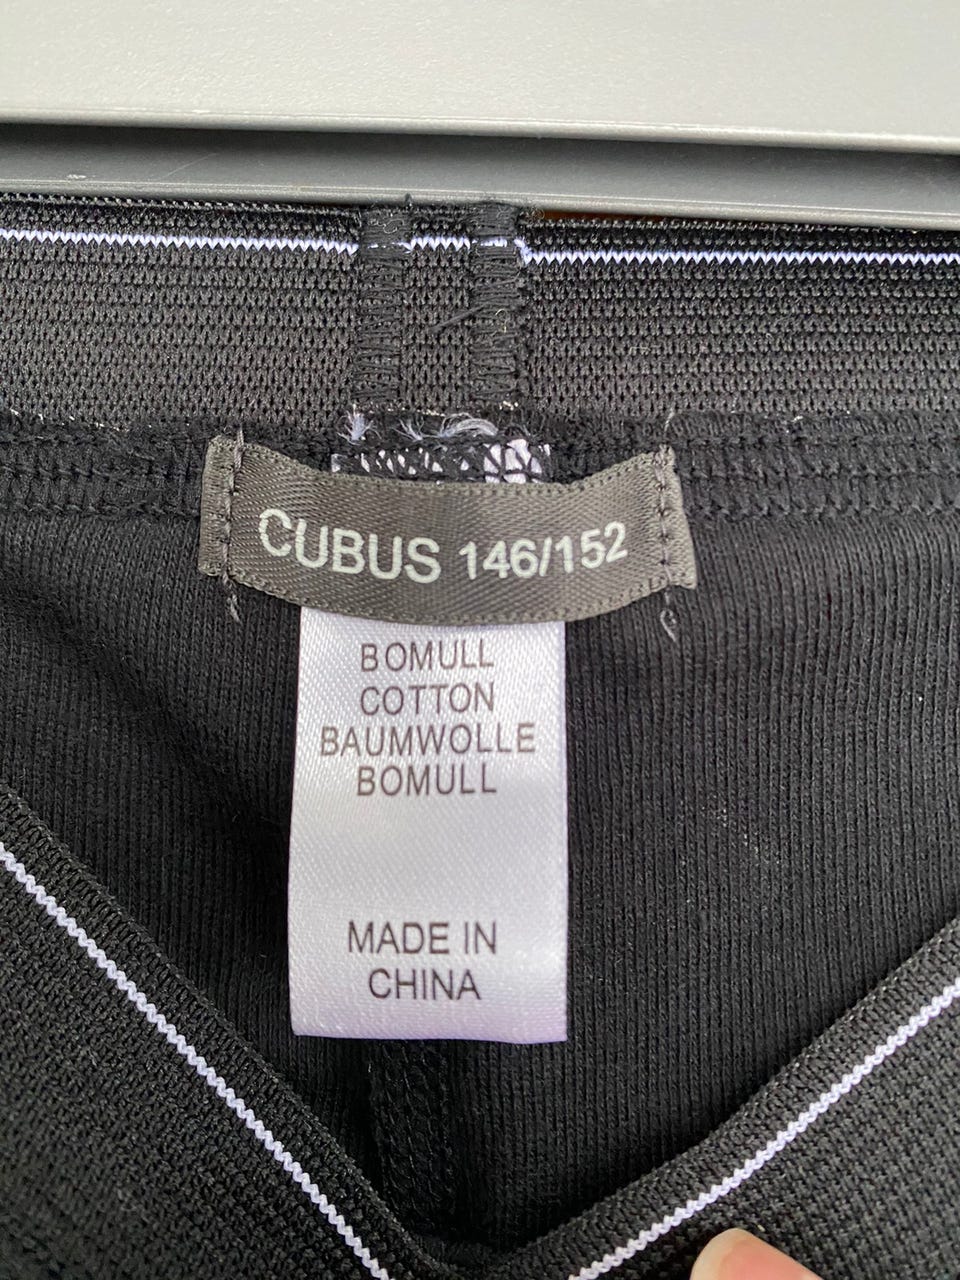 CUBUS 146/152
BOMULL
COTTON
BAUMWOLLE
BOMULL
MADE IN
CHINA